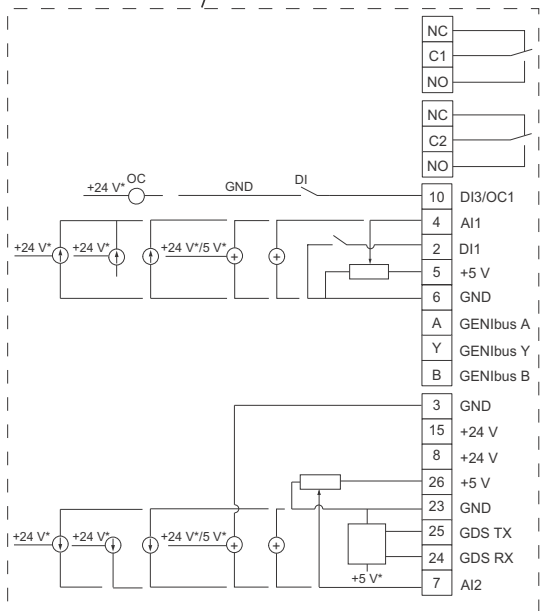 NC
C1
NO
NC
C2
NO
+24 V* OC GND DI 10 DI3/OC1
4 AI1
+24 V* +24 V* +24 V*/5 V* 2 DI1
5 +5 V
6 GND
A GENIbus A
Y GENIbus Y
B GENIbus B
3 GND
15 +24 V
8 +24 V
26 +5 V
23 GND
+24 V* +24 V* +24 V*/5 V* 25 GDS TX
24 GDS RX
+5 V* 7 AI2